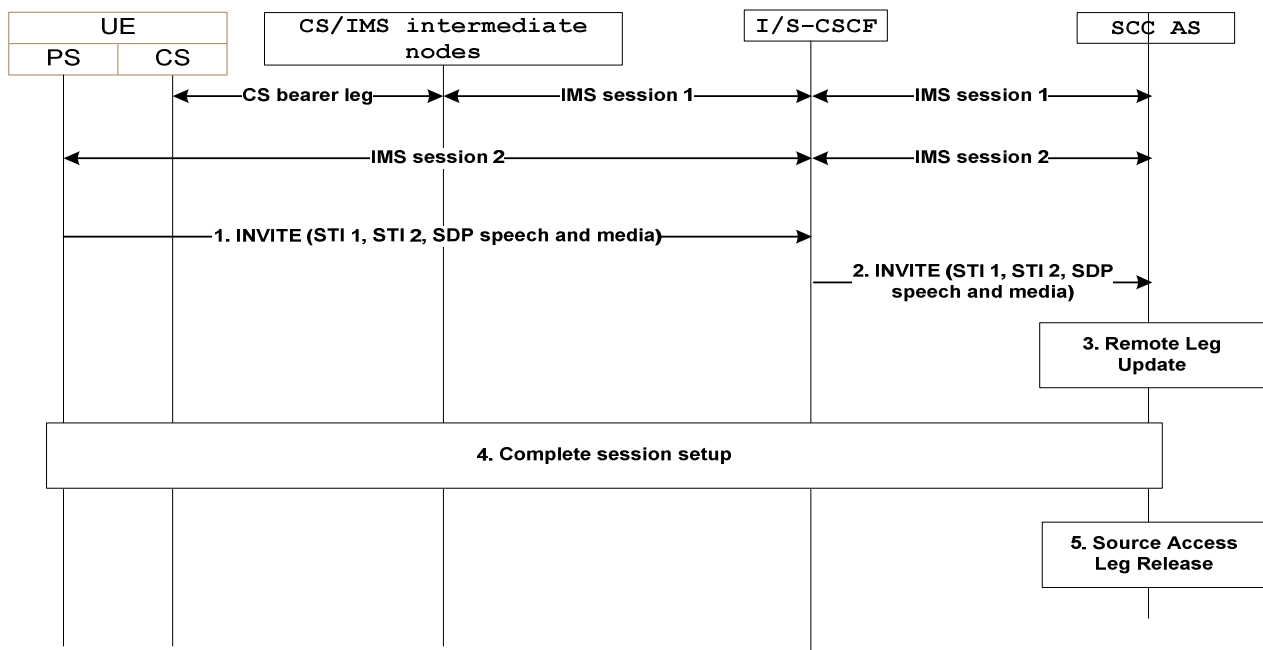 UE
PS CS
CS/IMS intermediate
nodes
I/S-CSCF
SCC AS
CS bearer leg
IMS session 1
IMS session 1
IMS session 2
IMS session 2
1. INVITE (STI 1, STI 2, SDP speech and media)
2. INVITE (STI 1, STI 2, SDP
speech and media)
3. Remote Leg
Update
4. Complete session setup
5. Source Access
Leg Release